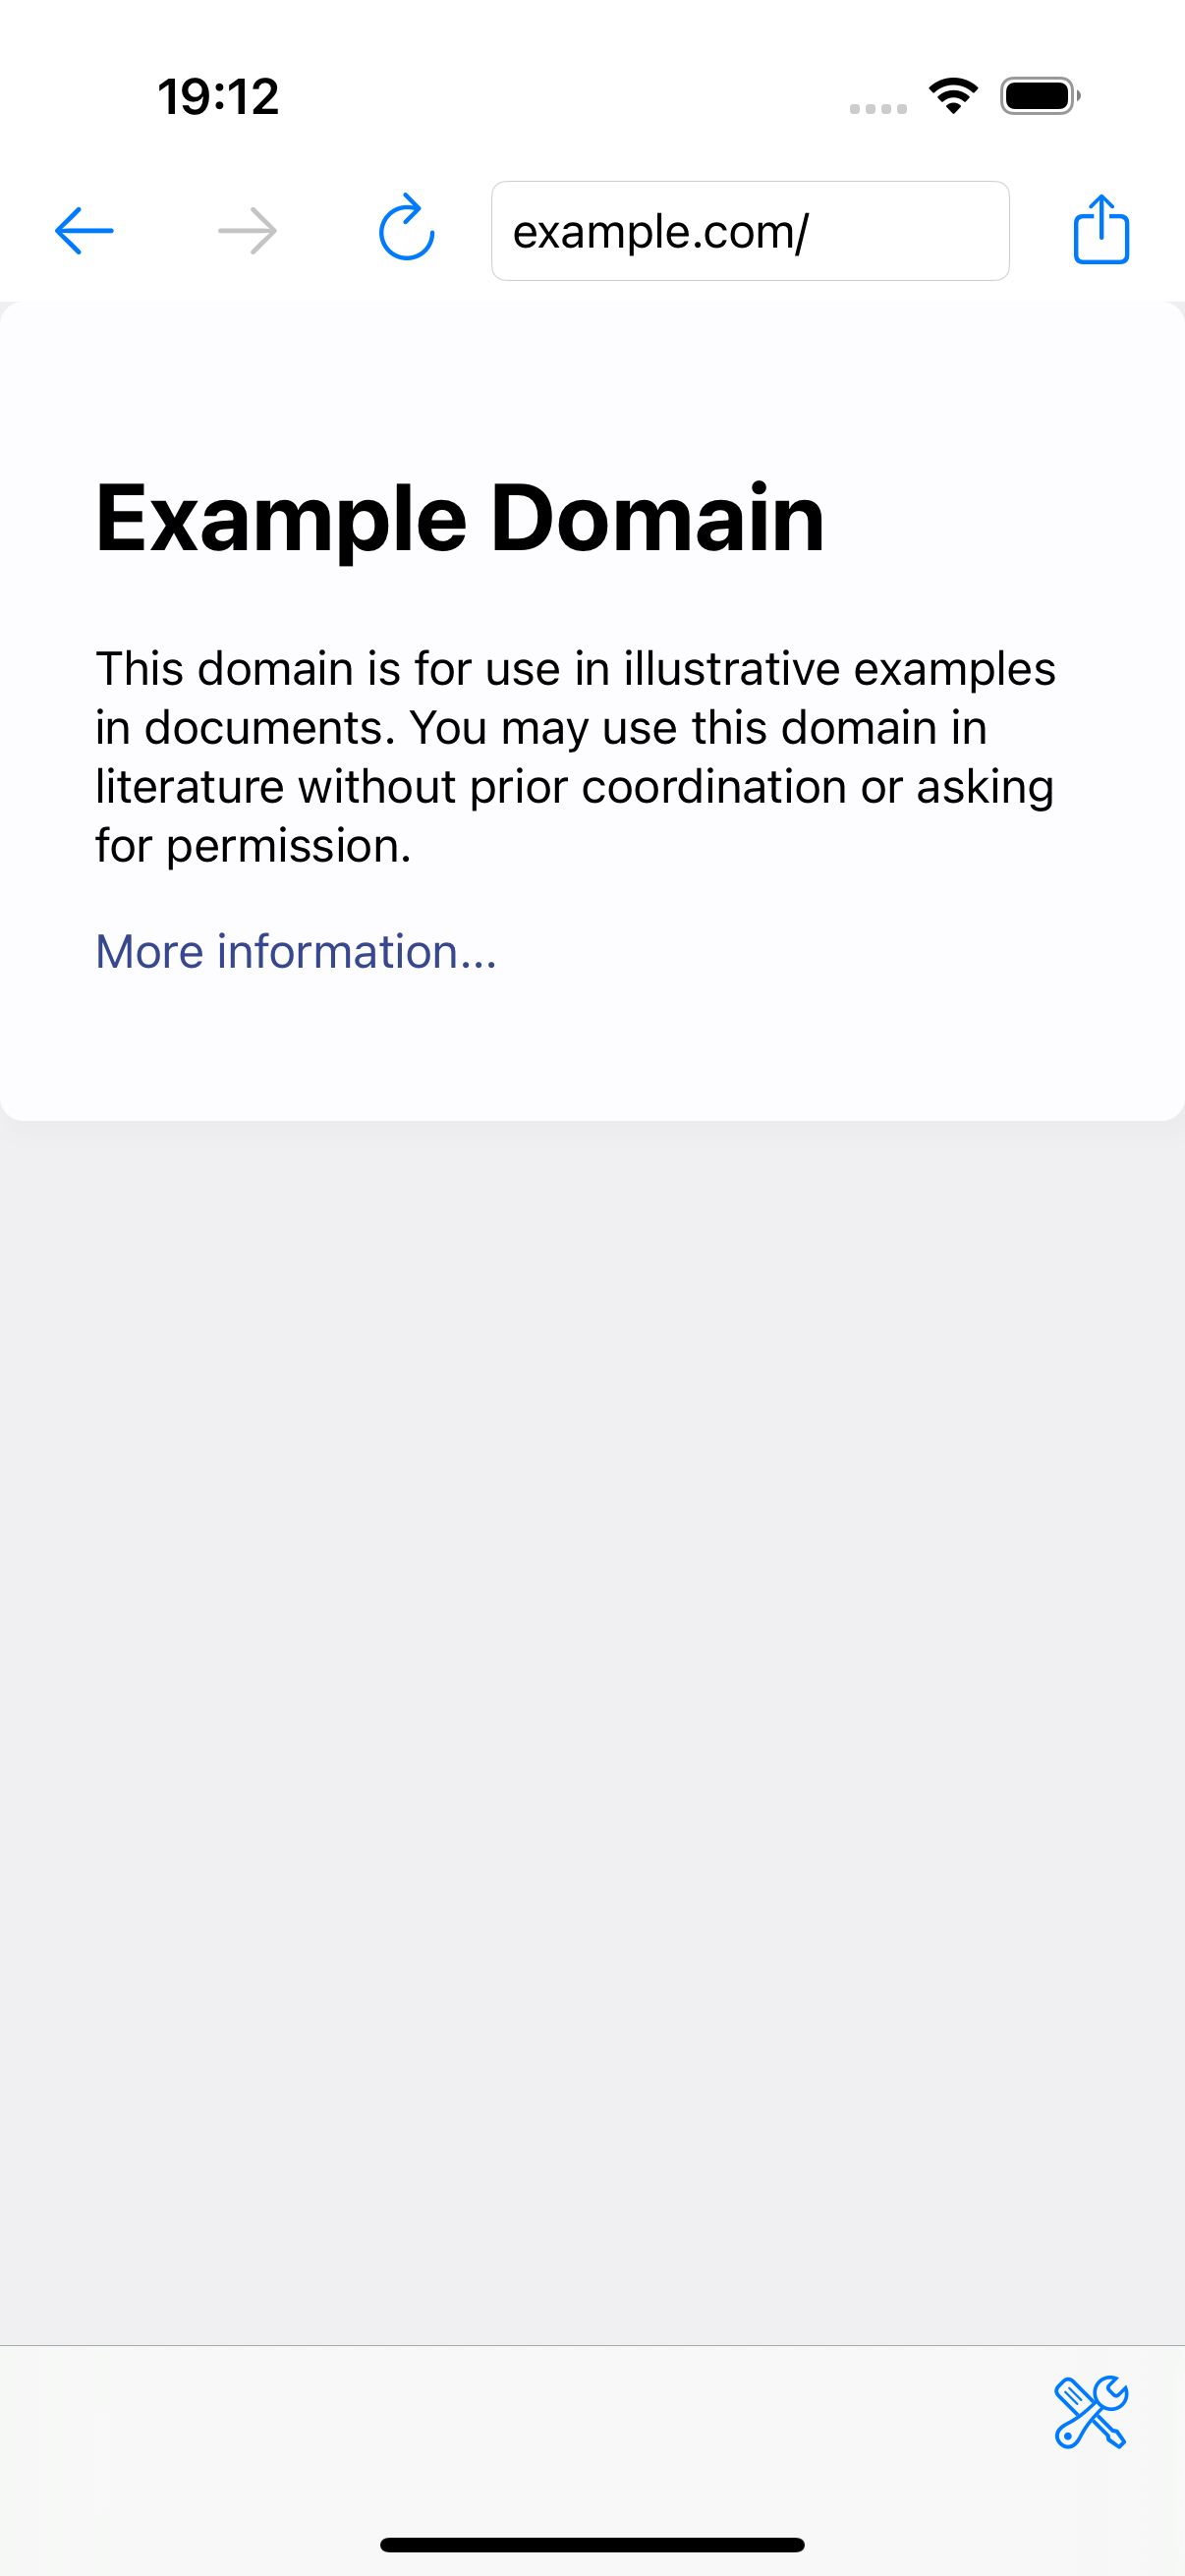 19:12
example.com/
Example Domain
This domain is for use in illustrative examples
in documents. You may use this domain in
literature without prior coordination or asking
for permission.
More information...